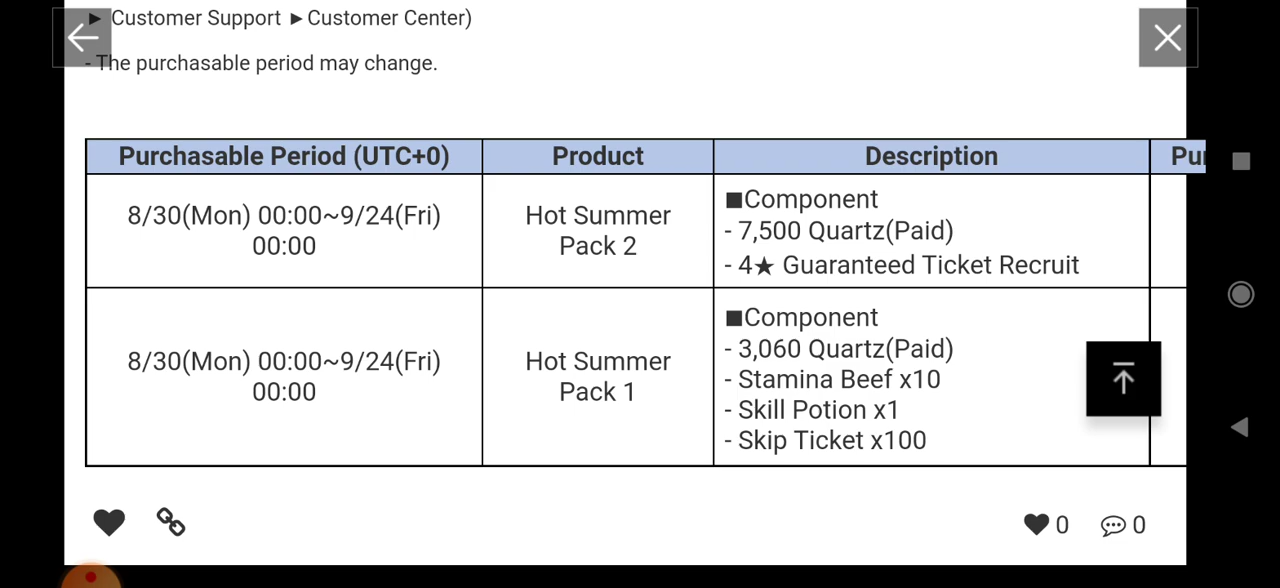 ► Customer Support ►Customer Center)
- The purchasable period may change.
Purchasable Period (UTC+0)
Product
Description
8/30(Mon) 00:00~9/24(Fri)
00:00
Hot Summer
Pack 2
■Component
- 7,500 Quartz(Paid)
- 4★ Guaranteed Ticket Recruit
8/30(Mon) 00:00~9/24(Fri)
00:00
Hot Summer
Pack 1
■Component
- 3,060 Quartz(Paid)
- Stamina Beef x10
- Skill Potion x1
- Skip Ticket x100
0
0